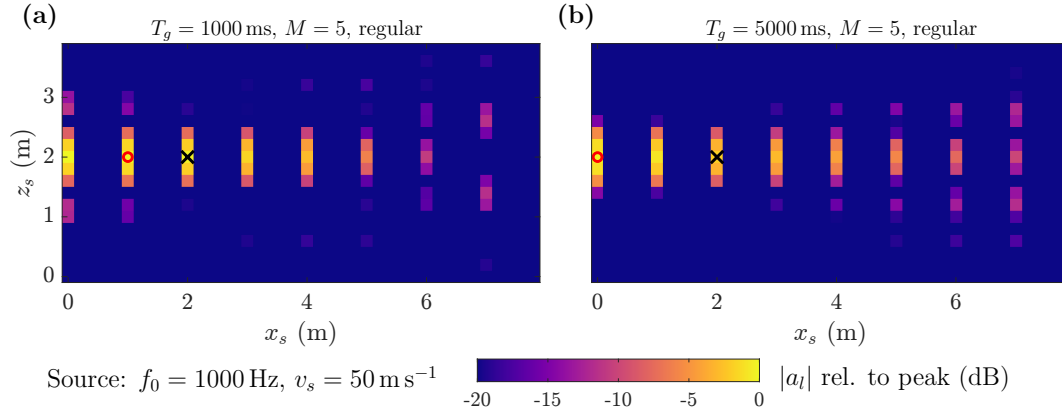 (a)
T_g = 1000 ms, M = 5, regular
z_s (m)
3
2
1
0
0
2
4
6
x_s (m)
(b)
T_g = 5000 ms, M = 5, regular
0
2
4
6
x_s (m)
Source: f_0 = 1000 Hz, v_s = 50 m s^{-1}
-20
-15
-10
-5
0
|a_l| rel. to peak (dB)